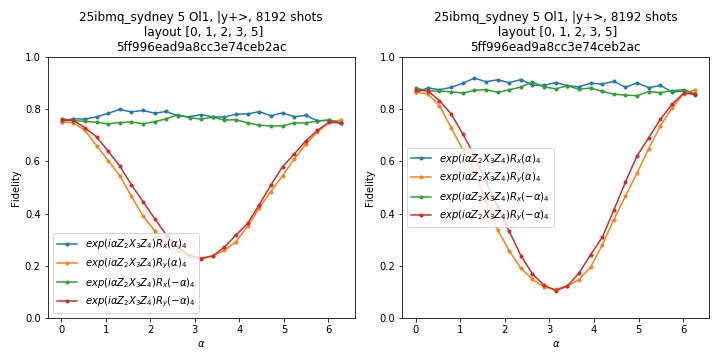 25ibmq_sydney 5 Ol1, |y+>, 8192 shots
layout [0, 1, 2, 3, 5]
5ff996ead9a8cc3e74ceb2ac
Fidelity
1.0
0.8
0.6
0.4
0.2
0.0
exp(iαZ₂X₃Z₄)Rₓ(α)₄
exp(iαZ₂X₃Z₄)Rᵧ(α)₄
exp(iαZ₂X₃Z₄)Rₓ(−α)₄
exp(iαZ₂X₃Z₄)Rᵧ(−α)₄
0 1 2 3 4 5 6
α
25ibmq_sydney 5 Ol1, |y+>, 8192 shots
layout [0, 1, 2, 3, 5]
5ff996ead9a8cc3e74ceb2ac
Fidelity
1.0
0.8
0.6
0.4
0.2
0.0
exp(iαZ₂X₃Z₄)Rₓ(α)₄
exp(iαZ₂X₃Z₄)Rᵧ(α)₄
exp(iαZ₂X₃Z₄)Rₓ(−α)₄
exp(iαZ₂X₃Z₄)Rᵧ(−α)₄
0 1 2 3 4 5 6
α